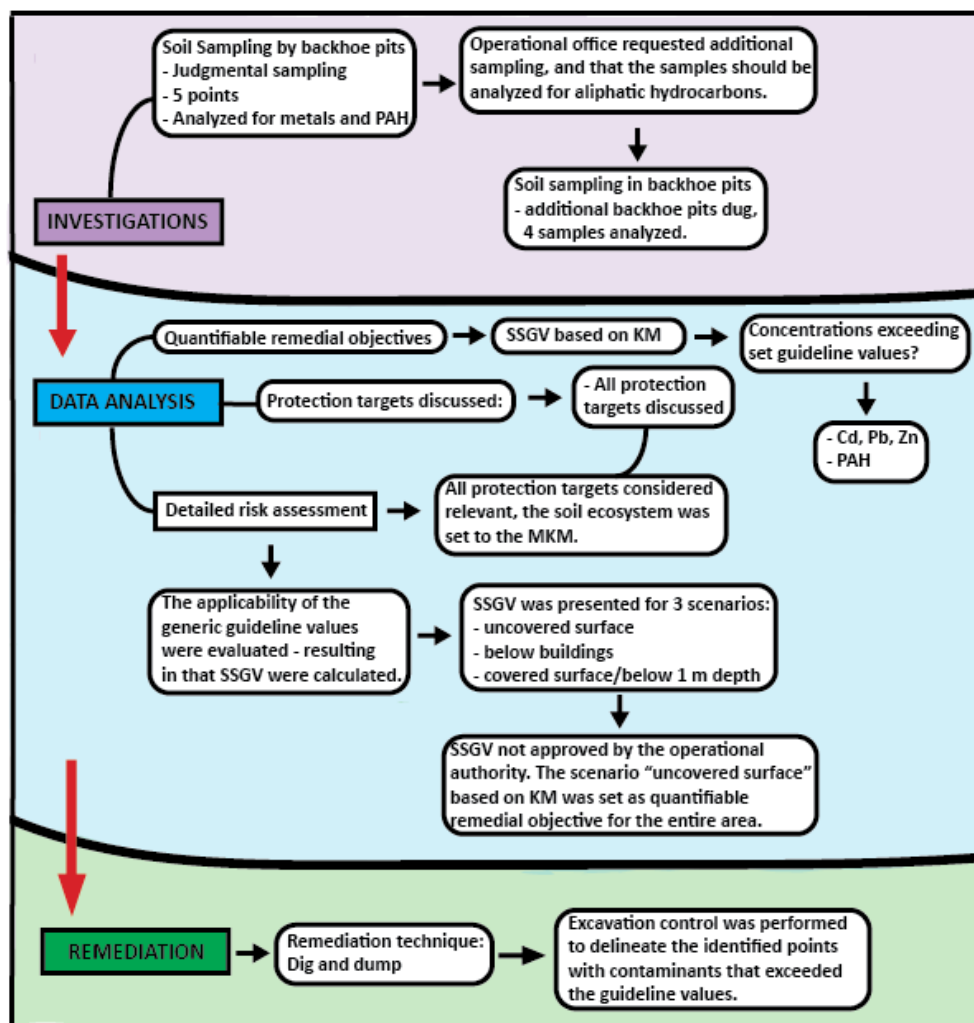 Soil Sampling by backhoe pits
- Judgmental sampling
- 5 points
- Analyzed for metals and PAH
Operational office requested additional
sampling, and that the samples should be
analyzed for aliphatic hydrocarbons.
Soil sampling in backhoe pits
- additional backhoe pits dug,
4 samples analyzed.
INVESTIGATIONS
Quantifiable remedial objectives
SSGV based on KM
Concentrations exceeding
set guideline values?
- Cd, Pb, Zn
- PAH
DATA ANALYSIS
Protection targets discussed:
- All protection
targets discussed
Detailed risk assessment
All protection targets considered
relevant, the soil ecosystem was
set to the MKM.
The applicability of the
generic guideline values
were evaluated - resulting
in that SSGV were calculated.
SSGV was presented for 3 scenarios:
- uncovered surface
- below buildings
- covered surface/below 1 m depth
SSGV not approved by the operational
authority. The scenario “uncovered surface”
based on KM was set as quantifiable
remedial objective for the entire area.
REMEDIATION
Remediation technique:
Dig and dump
Excavation control was performed
to delineate the identified points
with contaminants that exceeded
the guideline values.